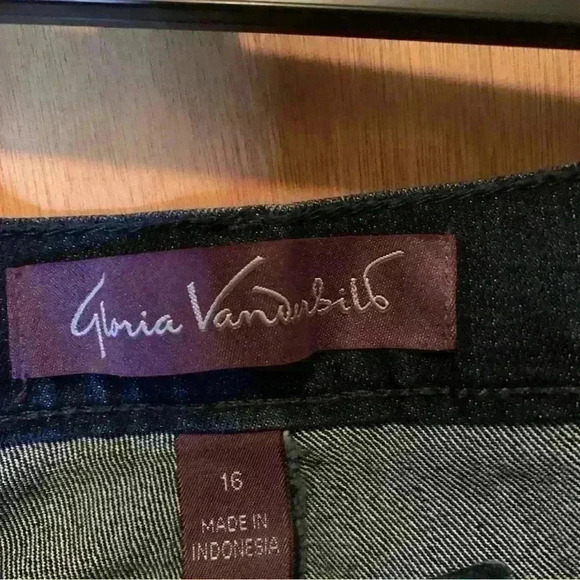 Gloria Vanderbilt
16
MADE IN
INDONESIA